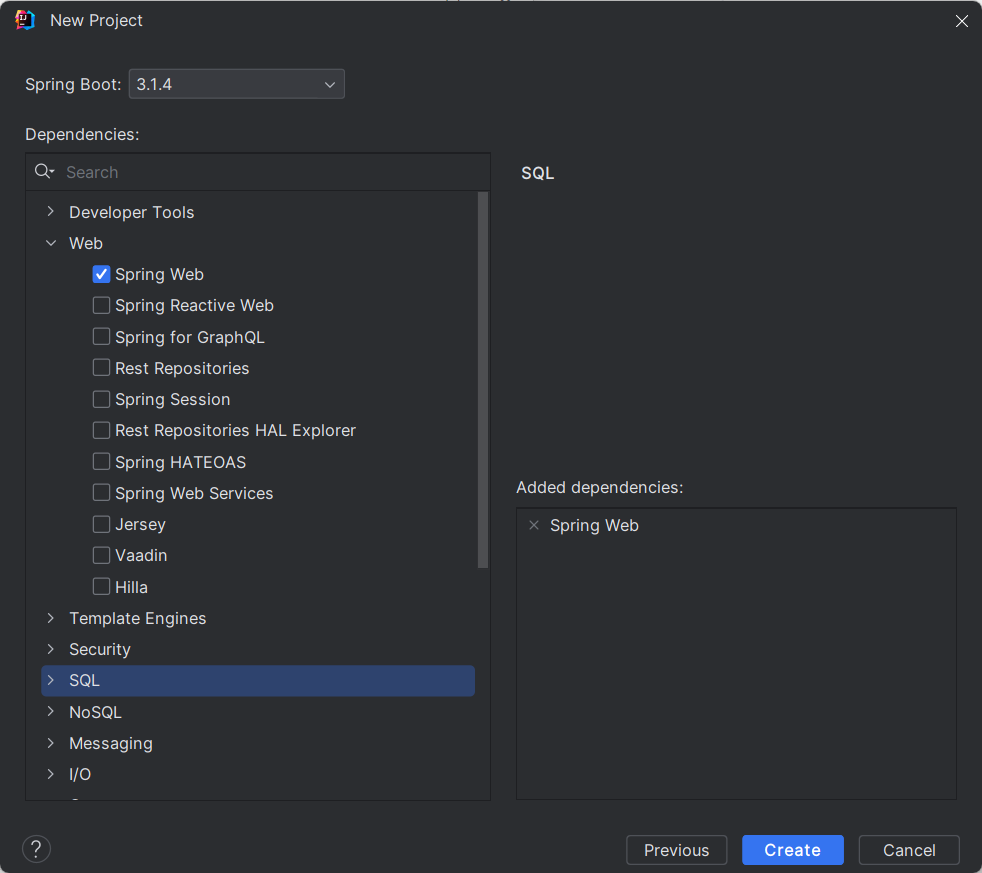 New Project
Spring Boot: 3.1.4
Dependencies:
Search
Developer Tools
Web
Spring Web
Spring Reactive Web
Spring for GraphQL
Rest Repositories
Spring Session
Rest Repositories HAL Explorer
Spring HATEOAS
Spring Web Services
Jersey
Vaadin
Hilla
Template Engines
Security
SQL
NoSQL
Messaging
I/O
SQL
Added dependencies:
Spring Web
?
Previous
Create
Cancel